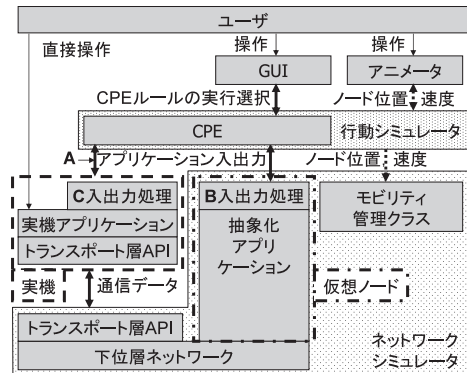 ユーザ
直接操作
操作
操作
GUI
アニメータ
CPEルールの実行選択
ノード位置
速度
CPE
行動シミュレータ
A
アプリケーション入出力
ノード位置
速度
C入出力処理
B入出力処理
モビリティ
管理クラス
実機アプリケーション
抽象化
アプリ
ケーション
トランスポート層API
実機
通信データ
仮想ノード
トランスポート層API
下位層ネットワーク
ネットワーク
シミュレータ